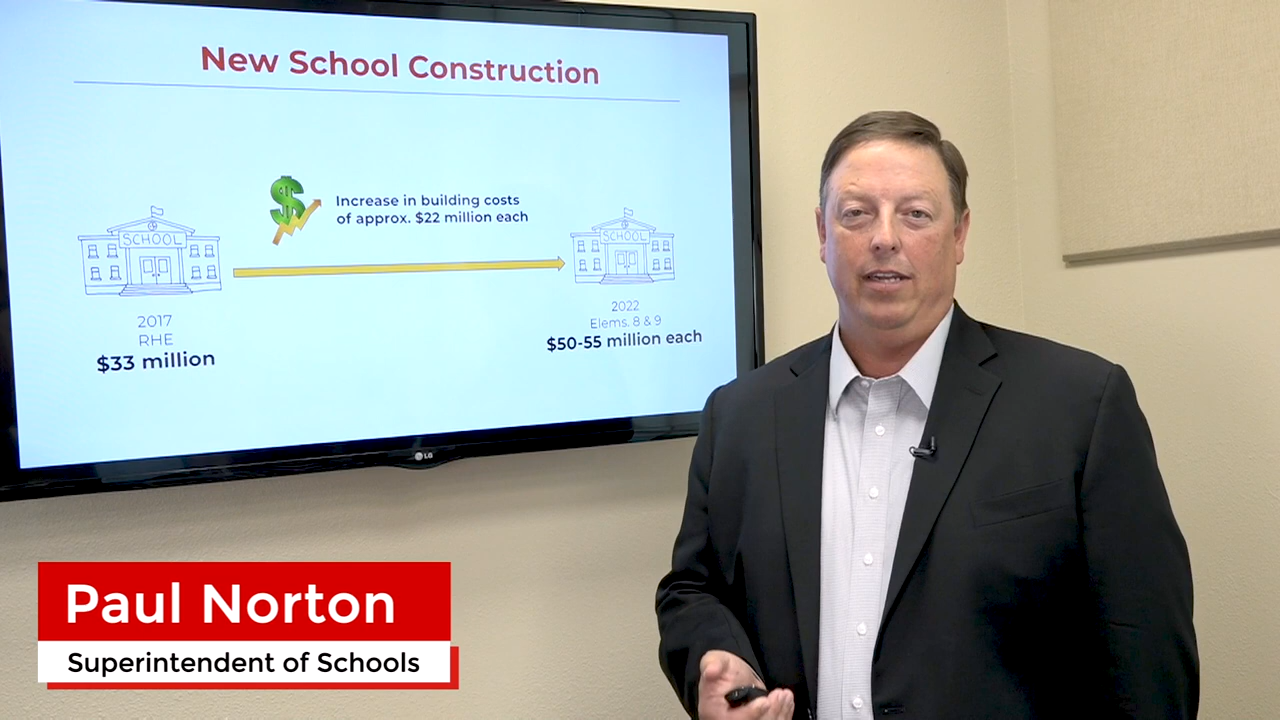 New School Construction
Increase in building costs
of approx. $22 million each
SCHOOL
SCHOOL
2017
RHE
$33 million
2022
Elems. 8 & 9
$50-55 million each
LG
Paul Norton
Superintendent of Schools